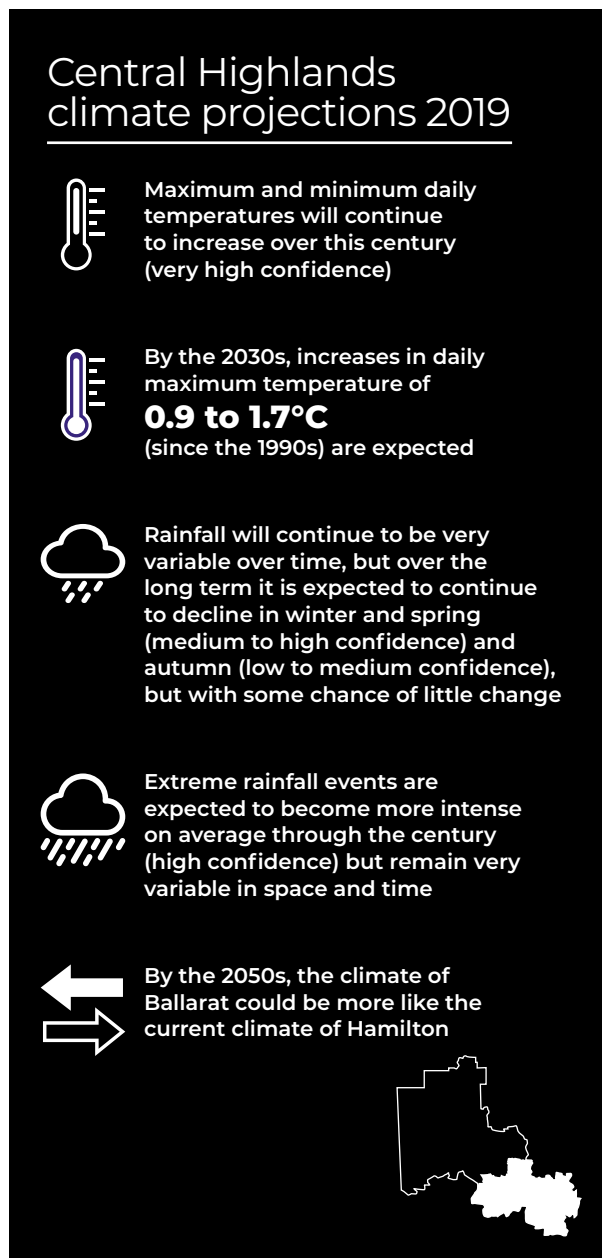 Central Highlands
climate projections 2019
Maximum and minimum daily
temperatures will continue
to increase over this century
(very high confidence)
By the 2030s, increases in daily
maximum temperature of
0.9 to 1.7°C
(since the 1990s) are expected
Rainfall will continue to be very
variable over time, but over the
long term it is expected to continue
to decline in winter and spring
(medium to high confidence) and
autumn (low to medium confidence),
but with some chance of little change
Extreme rainfall events are
expected to become more intense
on average through the century
(high confidence) but remain very
variable in space and time
By the 2050s, the climate of
Ballarat could be more like the
current climate of Hamilton